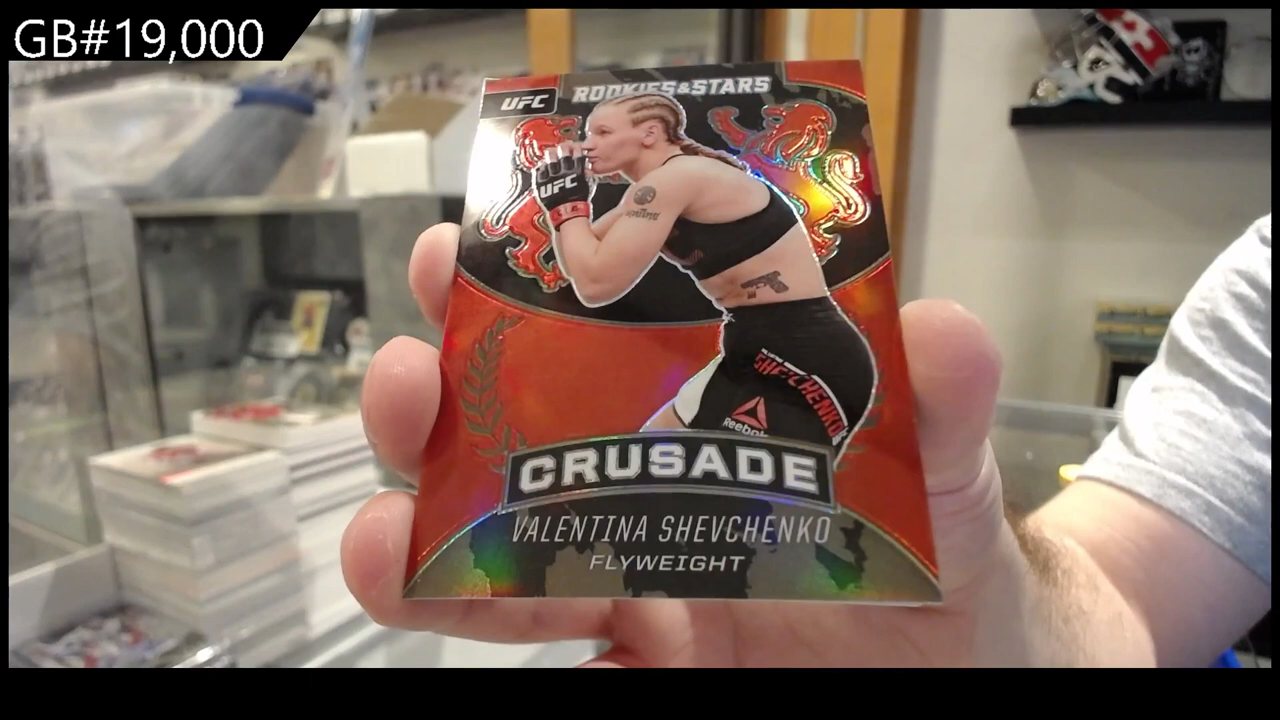 GB#19,000
UFC
ROOKIES&STARS
UFC
SHEVCHENKO
Reebok
CRUSADE
VALENTINA SHEVCHENKO
FLYWEIGHT